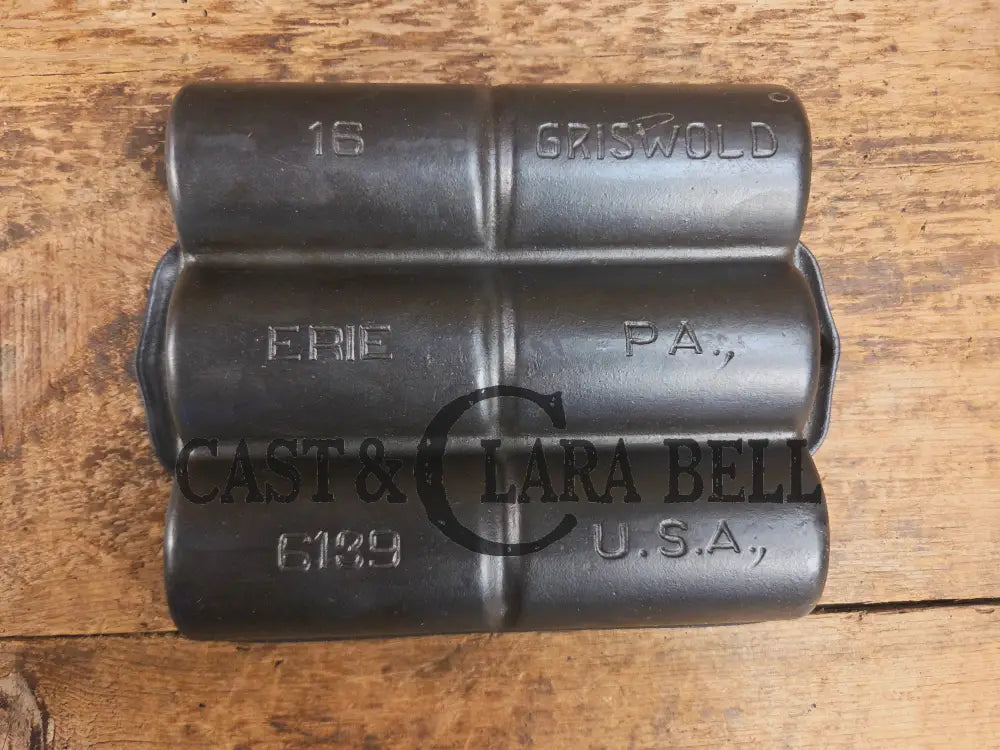 16 GRISWOLD
ERIE PA.,
CAST & CLARA BELL
6139 U.S.A.,